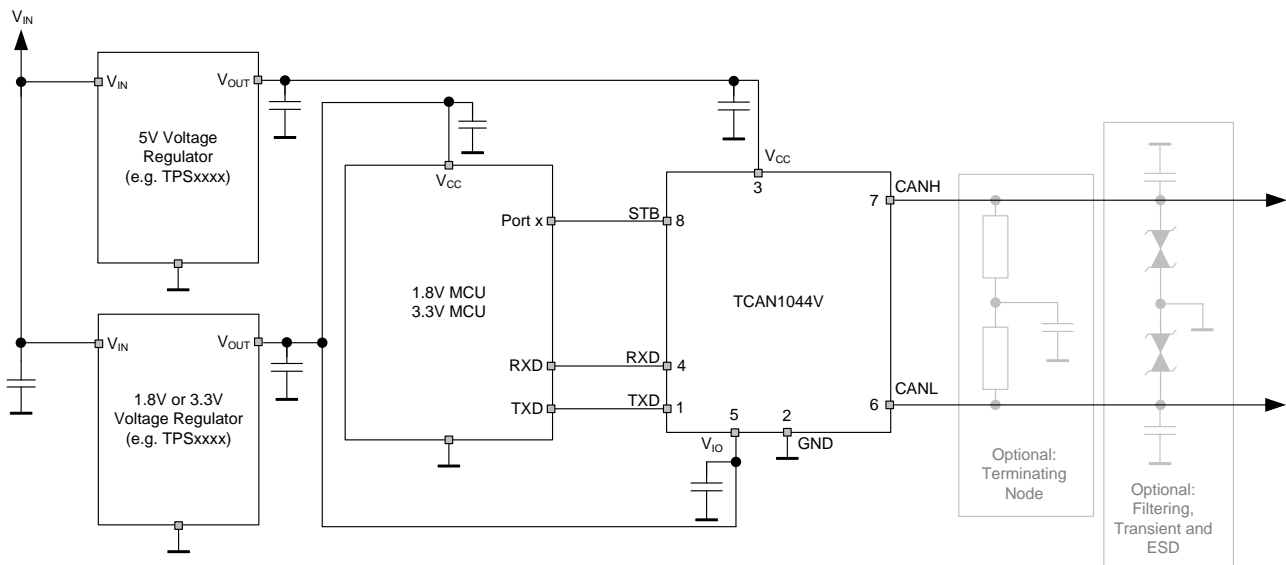 VIN
VIN
VOUT
5V Voltage
Regulator
(e.g. TPSxxxx)
VIN
VOUT
1.8V or 3.3V
Voltage Regulator
(e.g. TPSxxxx)
VCC
Port x
1.8V MCU
3.3V MCU
RXD
TXD
STB
RXD
TXD
VCC
3
8
4
1
TCAN1044V
7
6
5
2
VIO
GND
CANH
CANL
Optional:
Terminating
Node
Optional:
Filtering,
Transient and
ESD